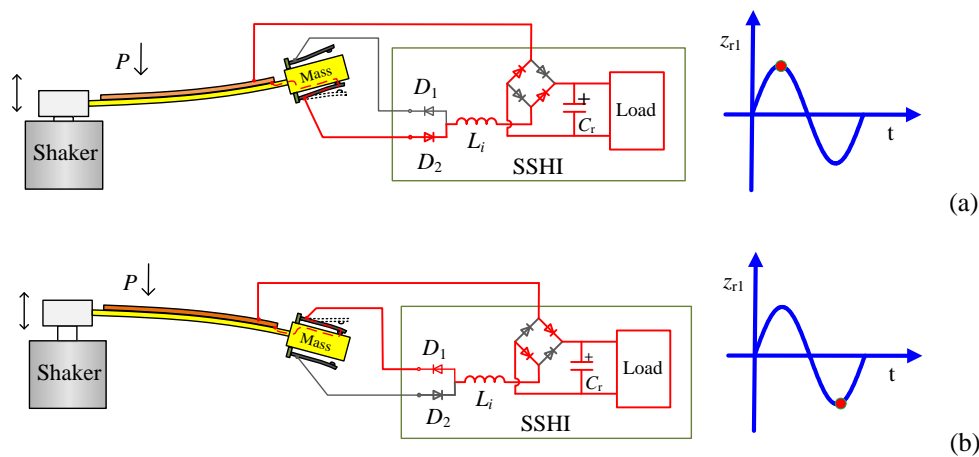 P
Mass
Shaker
D1
D2
Li
SSHI
+
Cr
Load
zr1
t
(a)
P
Mass
Shaker
D1
D2
Li
SSHI
+
Cr
Load
zr1
t
(b)